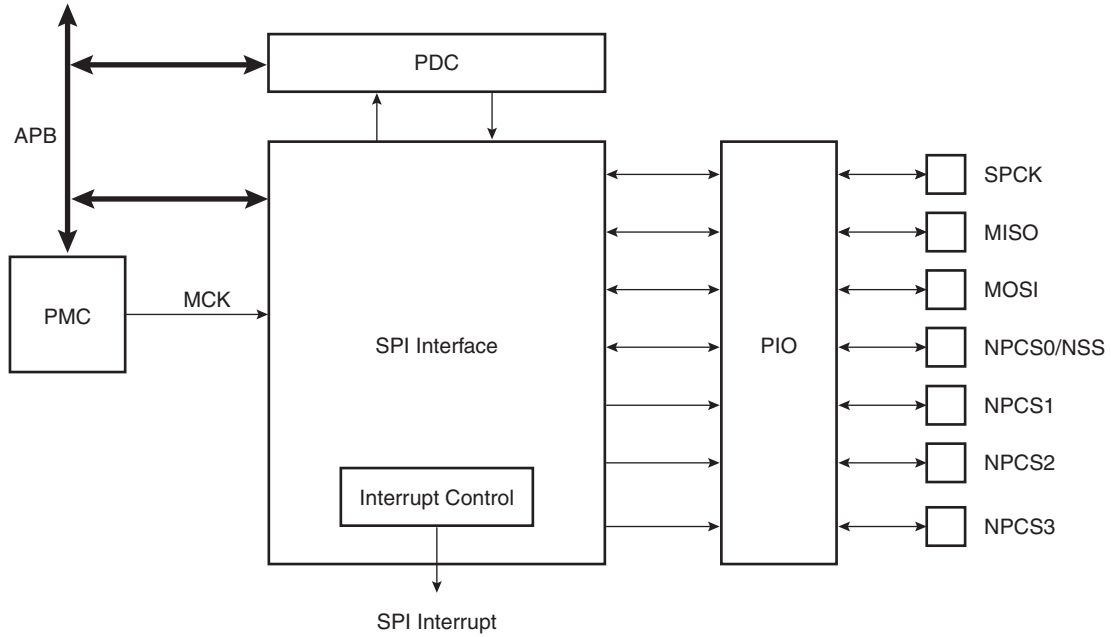 PDC
APB
SPCK
MISO
PMC
MCK
MOSI
SPI Interface
PIO
NPCS0/NSS
NPCS1
NPCS2
Interrupt Control
NPCS3
SPI Interrupt